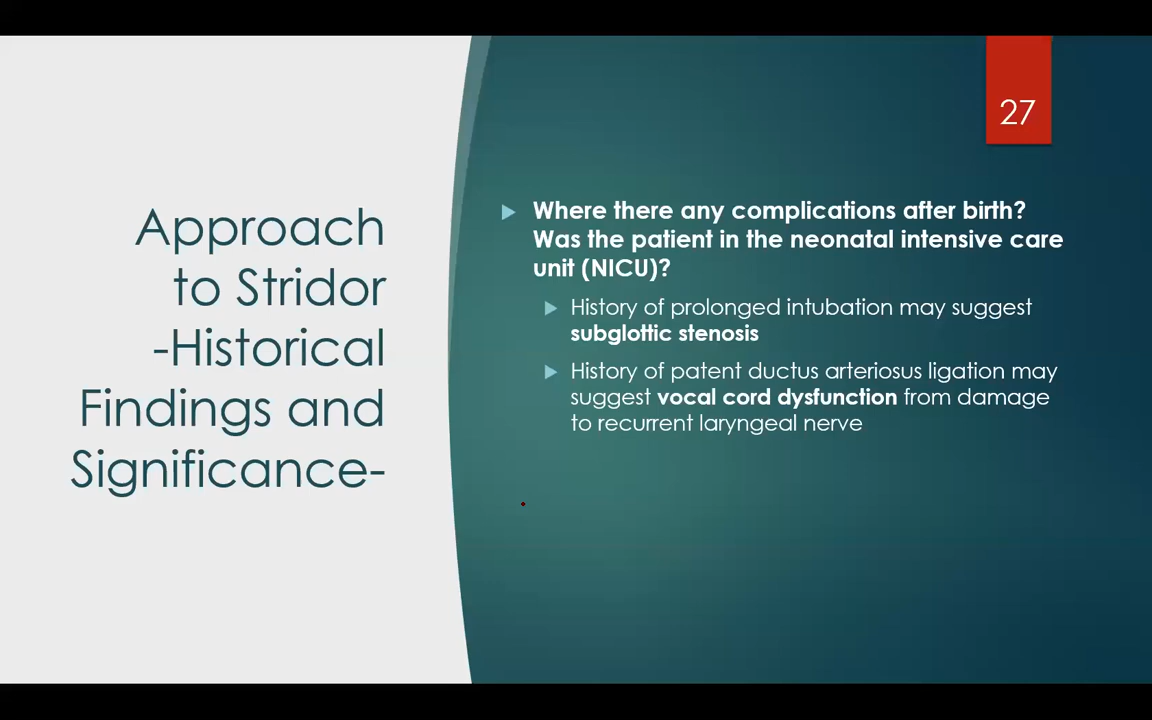 27
Approach
to Stridor
-Historical
Findings and
Significance-
Where there any complications after birth?
Was the patient in the neonatal intensive care
unit (NICU)?
History of prolonged intubation may suggest
subglottic stenosis
History of patent ductus arteriosus ligation may
suggest vocal cord dysfunction from damage
to recurrent laryngeal nerve